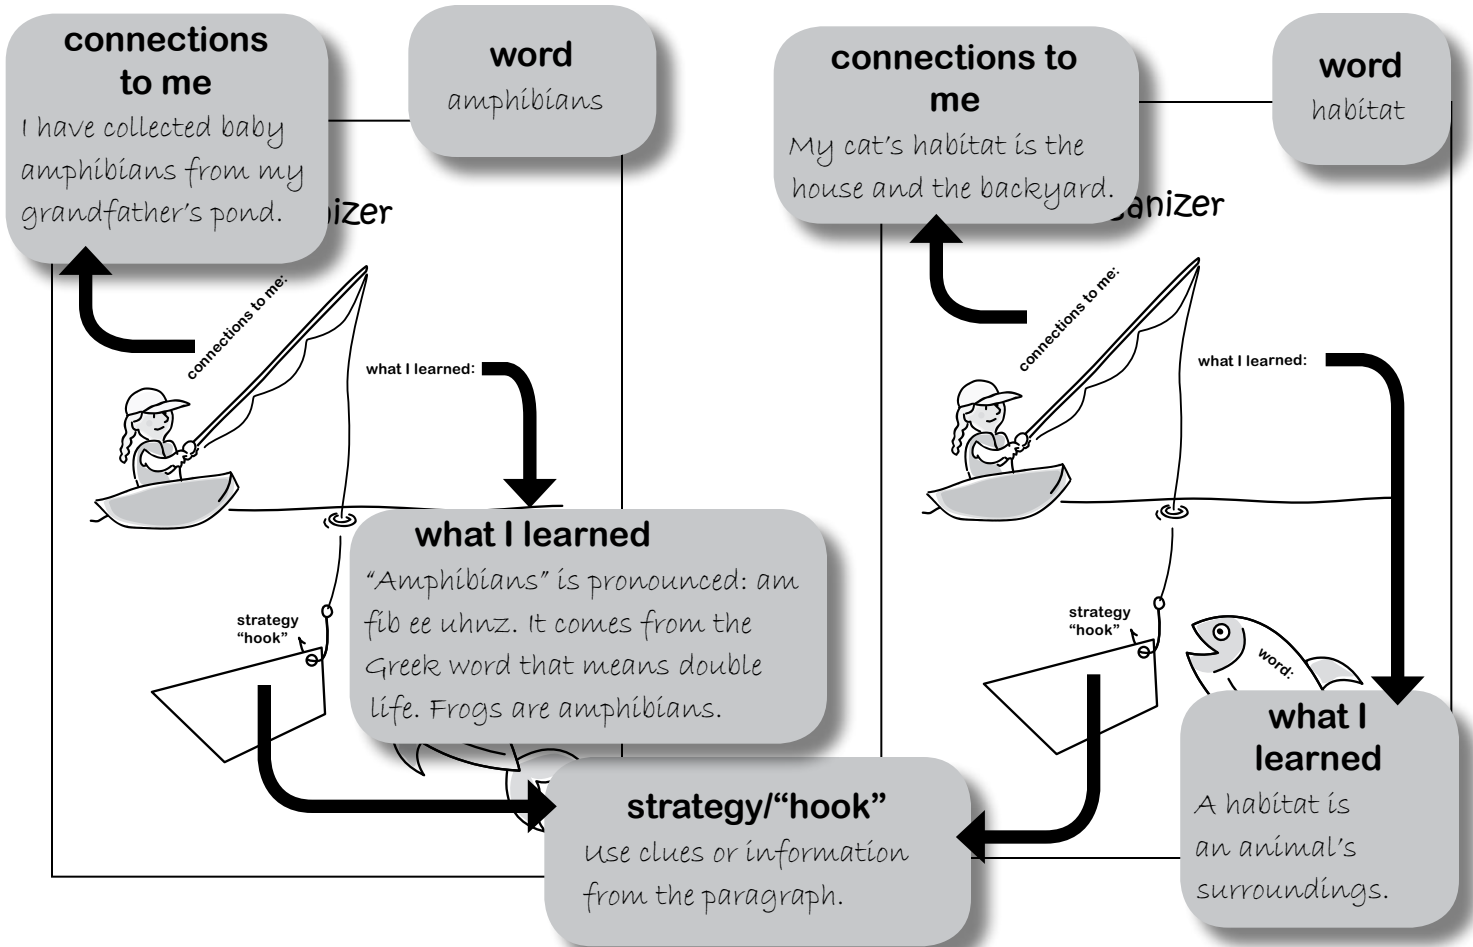 connections
to me
I have collected baby
amphibians from my
grandfather's pond.
word
amphibians
nizer
connections to me:
what I learned:
what I learned
"Amphibians" is pronounced: am
fib ee uhnz. It comes from the
Greek word that means double
life. Frogs are amphibians.
strategy
"hook"
connections to
me
My cat's habitat is the
house and the backyard.
word
habitat
anizer
connections to me:
what I learned:
strategy
"hook"
word:
what I
learned
A habitat is
an animal's
surroundings.
strategy/"hook"
Use clues or information
from the paragraph.